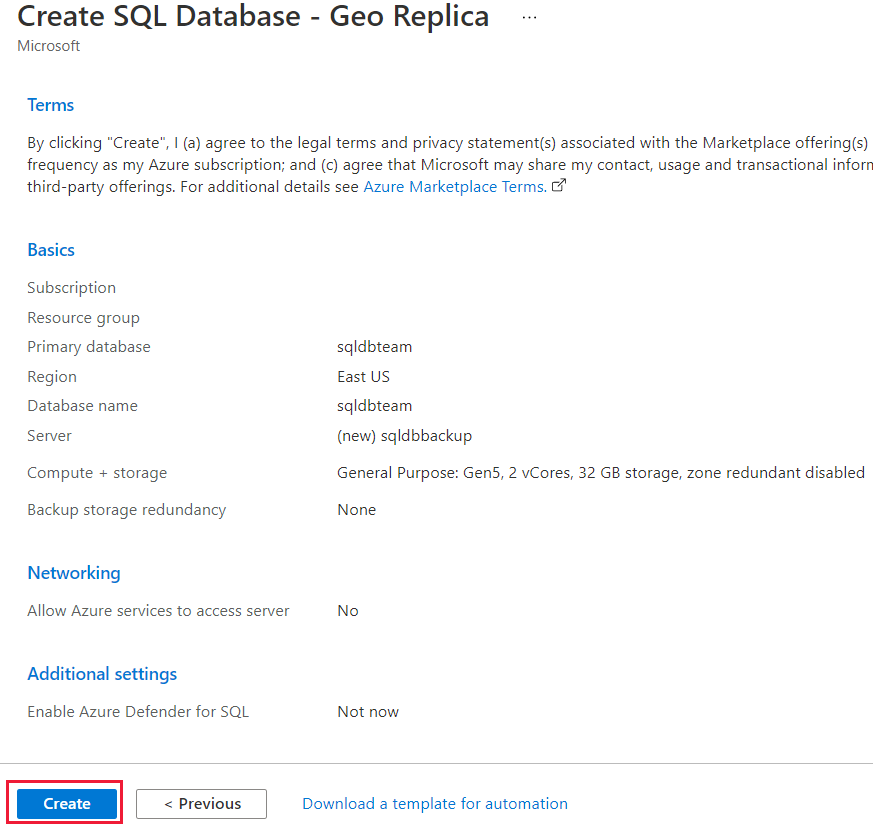 Create SQL Database - Geo Replica ...
Microsoft
Terms
By clicking "Create", I (a) agree to the legal terms and privacy statement(s) associated with the Marketplace offering(s)
frequency as my Azure subscription; and (c) agree that Microsoft may share my contact, usage and transactional inform
third-party offerings. For additional details see Azure Marketplace Terms.
Basics
Subscription
Resource group
Primary database sqldbteam
Region East US
Database name sqldbteam
Server (new) sqldbbackup
Compute + storage General Purpose: Gen5, 2 vCores, 32 GB storage, zone redundant disabled
Backup storage redundancy None
Networking
Allow Azure services to access server No
Additional settings
Enable Azure Defender for SQL Not now
Create < Previous Download a template for automation